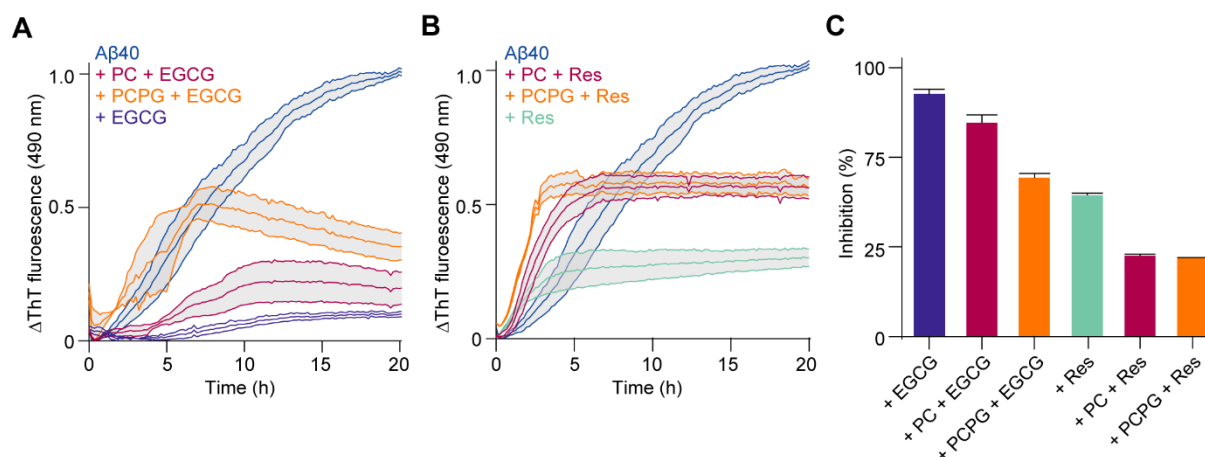 A
Aβ40
+ PC + EGCG
+ PCPG + EGCG
+ EGCG
ΔThT fluroescence (490 nm)
1.0
0.5
0
0
5
10
15
20
Time (h)
B
Aβ40
+ PC + Res
+ PCPG + Res
+ Res
ΔThT fluroescence (490 nm)
1.0
0.5
0
0
5
10
15
20
Time (h)
C
Inhibition (%)
100
75
25
0
+ EGCG
+ PC + EGCG
+ PCPG + EGCG
+ Res
+ PC + Res
+ PCPG + Res